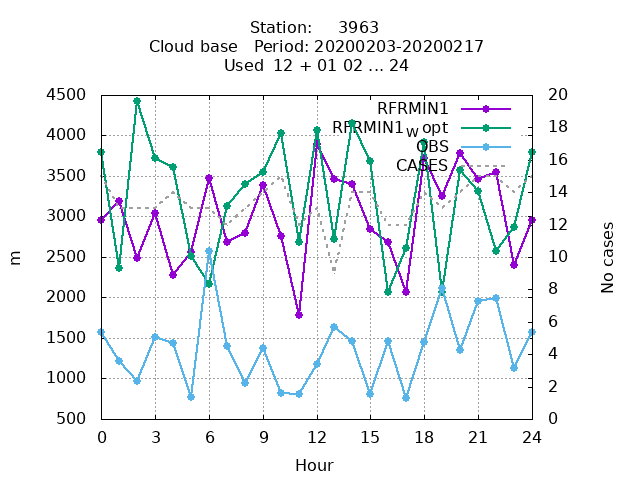 Station: 3963
Cloud base Period: 20200203-20200217
Used 12 + 01 02 ... 24
RFRMIN1
RFRMIN1wopt
OBS
CASES
4500
4000
3500
3000
2500
2000
1500
1000
500
m
20
18
16
14
12
10
8
6
4
2
0
No cases
0 3 6 9 12 15 18 21 24
Hour